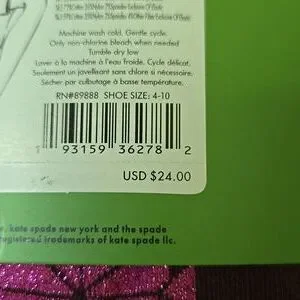 Machine wash cold, Gentle cycle.
Only non-chlorine bleach when needed
Tumble dry low
Laver à la machine à l'eau froide. Cycle délicat.
Seulement un javellisant sans chlore si nécessaire.
Sécher par culbutage à basse température.
RN#89888 SHOE SIZE: 4-10
1 93159 36278 2
USD $24.00
kate spade new york and the spade
registered trademarks of kate spade llc.